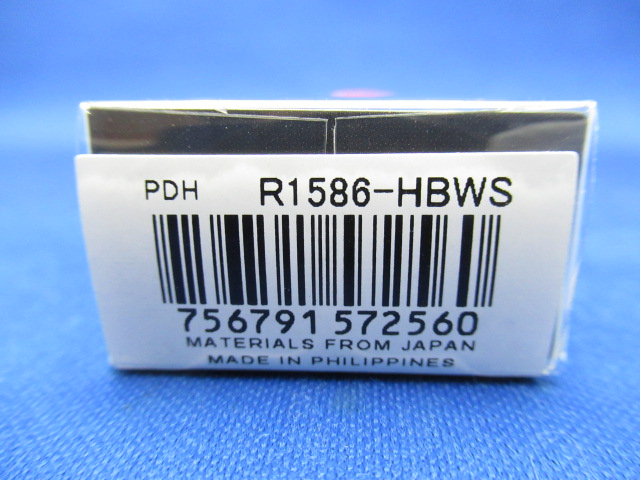 PDH R1586-HBWS
756791 572560
MATERIALS FROM JAPAN
MADE IN PHILIPPINES